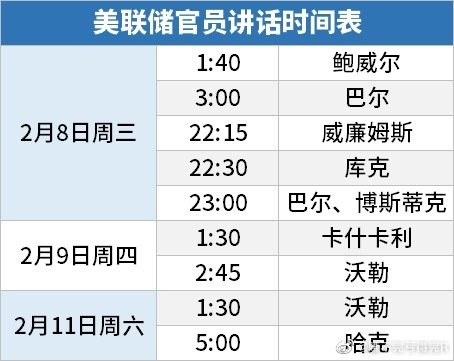 美联储官员讲话时间表
2月8日周三
1:40 鲍威尔
3:00 巴尔
22:15 威廉姆斯
22:30 库克
23:00 巴尔、博斯蒂克
2月9日周四
1:30 卡什卡利
2:45 沃勒
2月11日周六
1:30 沃勒
5:00 哈克